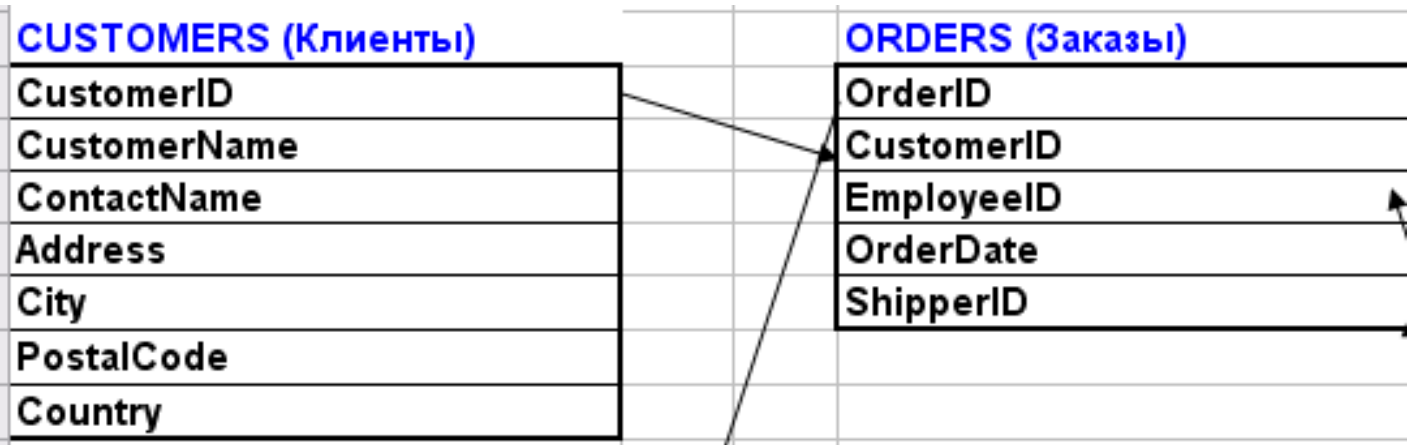 CUSTOMERS (Клиенты)
CustomerID
CustomerName
ContactName
Address
City
PostalCode
Country
ORDERS (Заказы)
OrderID
CustomerID
EmployeeID
OrderDate
ShipperID